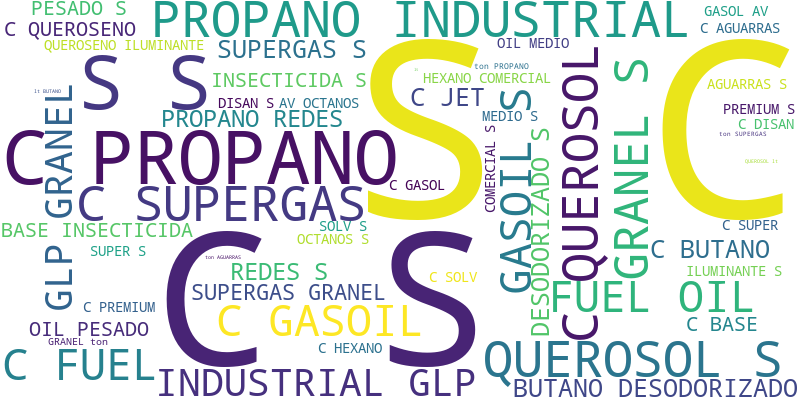 PESADO S
PROPANO INDUSTRIAL
GASOL AV
C QUEROSENO
C AGUARRAS
QUEROSENO ILUMINANTE
SUPERGAS S
OIL MEDIO
S S
S
C
ton PROPANO
INSECTICIDA S
HEXANO COMERCIAL
AGUARRAS S
lt BUTANO
DISAN S
AV OCTANOS
C JET
PREMIUM S
PROPANO REDES
MEDIO S
C DISAN
ton SUPERGAS
GLP GRANEL
C PROPANO
COMERCIAL S
GASOIL S
DESODORIZADO S
C QUEROSOL
GRANEL S
QUEROSOL lt
C GASOL
C SUPERGAS
BASE INSECTICIDA
SOLV S
OCTANOS S
C SUPER
SUPER S
C S
ton AGUARRAS
C BUTANO
REDES S
C SOLV
ILUMINANTE S
SUPERGAS GRANEL
FUEL OIL
C PREMIUM
C GASOIL
OIL PESADO
C BASE
GRANEL ton
C HEXANO
C FUEL
QUEROSOL S
INDUSTRIAL GLP
BUTANO DESODORIZADO